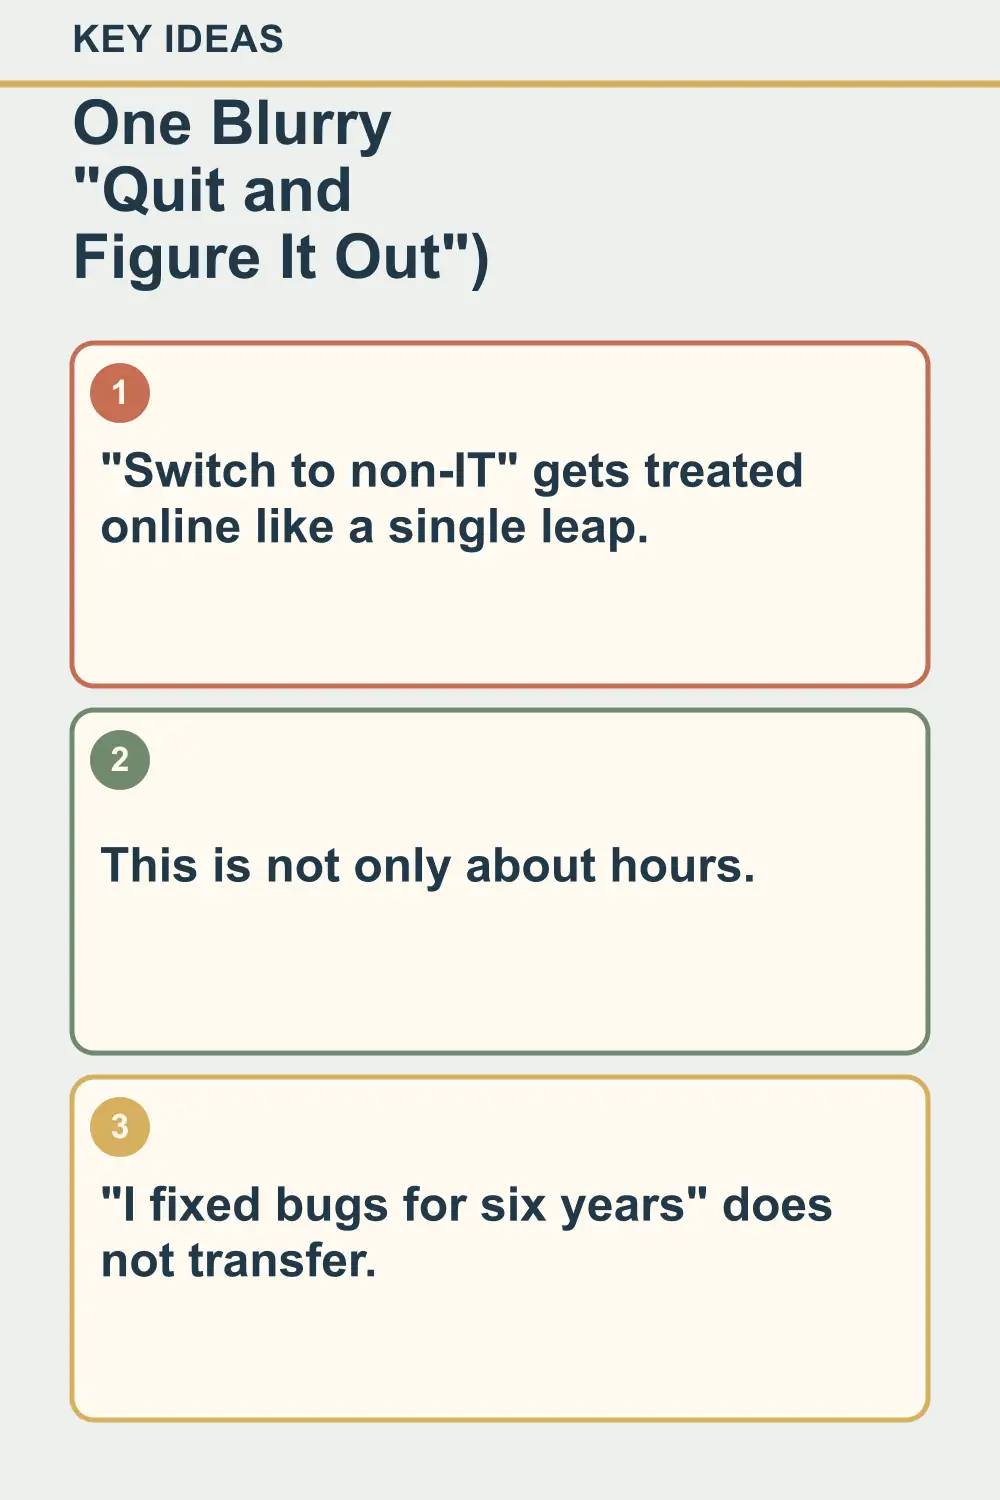 KEY IDEAS
One Blurry
"Quit and
Figure It Out")
1
"Switch to non-IT" gets treated
online like a single leap.
2
This is not only about hours.
3
"I fixed bugs for six years" does
not transfer.